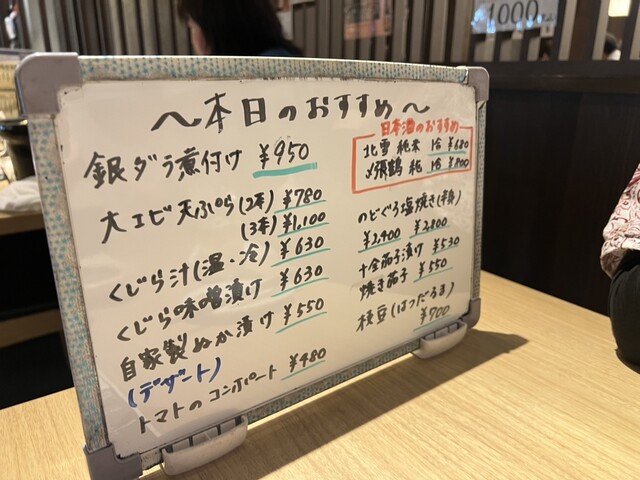 ～本日のおすすめ～
銀ダラ煮付け ¥950
大エビ天ぷら(2本) ¥780
(3本) ¥1,100
くじら汁(温・冷) ¥630
くじら味噌漬け ¥630
自家製ぬか漬け ¥550
(デザート)
トマトのコンポート ¥480
日本酒のおすすめ
北雪 純米 1合 ¥680
〆張鶴 純 1合 ¥900
のどぐろ塩焼き(半身)
¥2,400 ¥2,800
十全茄子漬け ¥530
焼き茄子 ¥550
枝豆(はつだるま)
¥700
1000